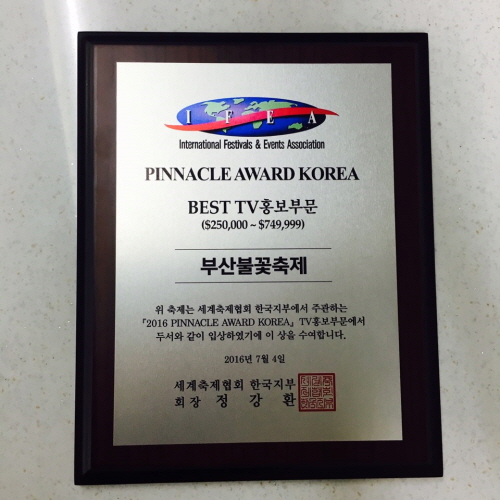 IFEA
International Festivals & Events Association
PINNACLE AWARD KOREA
BEST TV홍보부문
($250,000 ~ $749,999)
부산불꽃축제
위 축제는 세계축제협회 한국지부에서 주관하는
『2016 PINNACLE AWARD KOREA』 TV홍보부문에서
두서와 같이 입상하였기에 이 상을 수여합니다.
2016년 7월 4일
세계축제협회 한국지부
회장 정 강 환